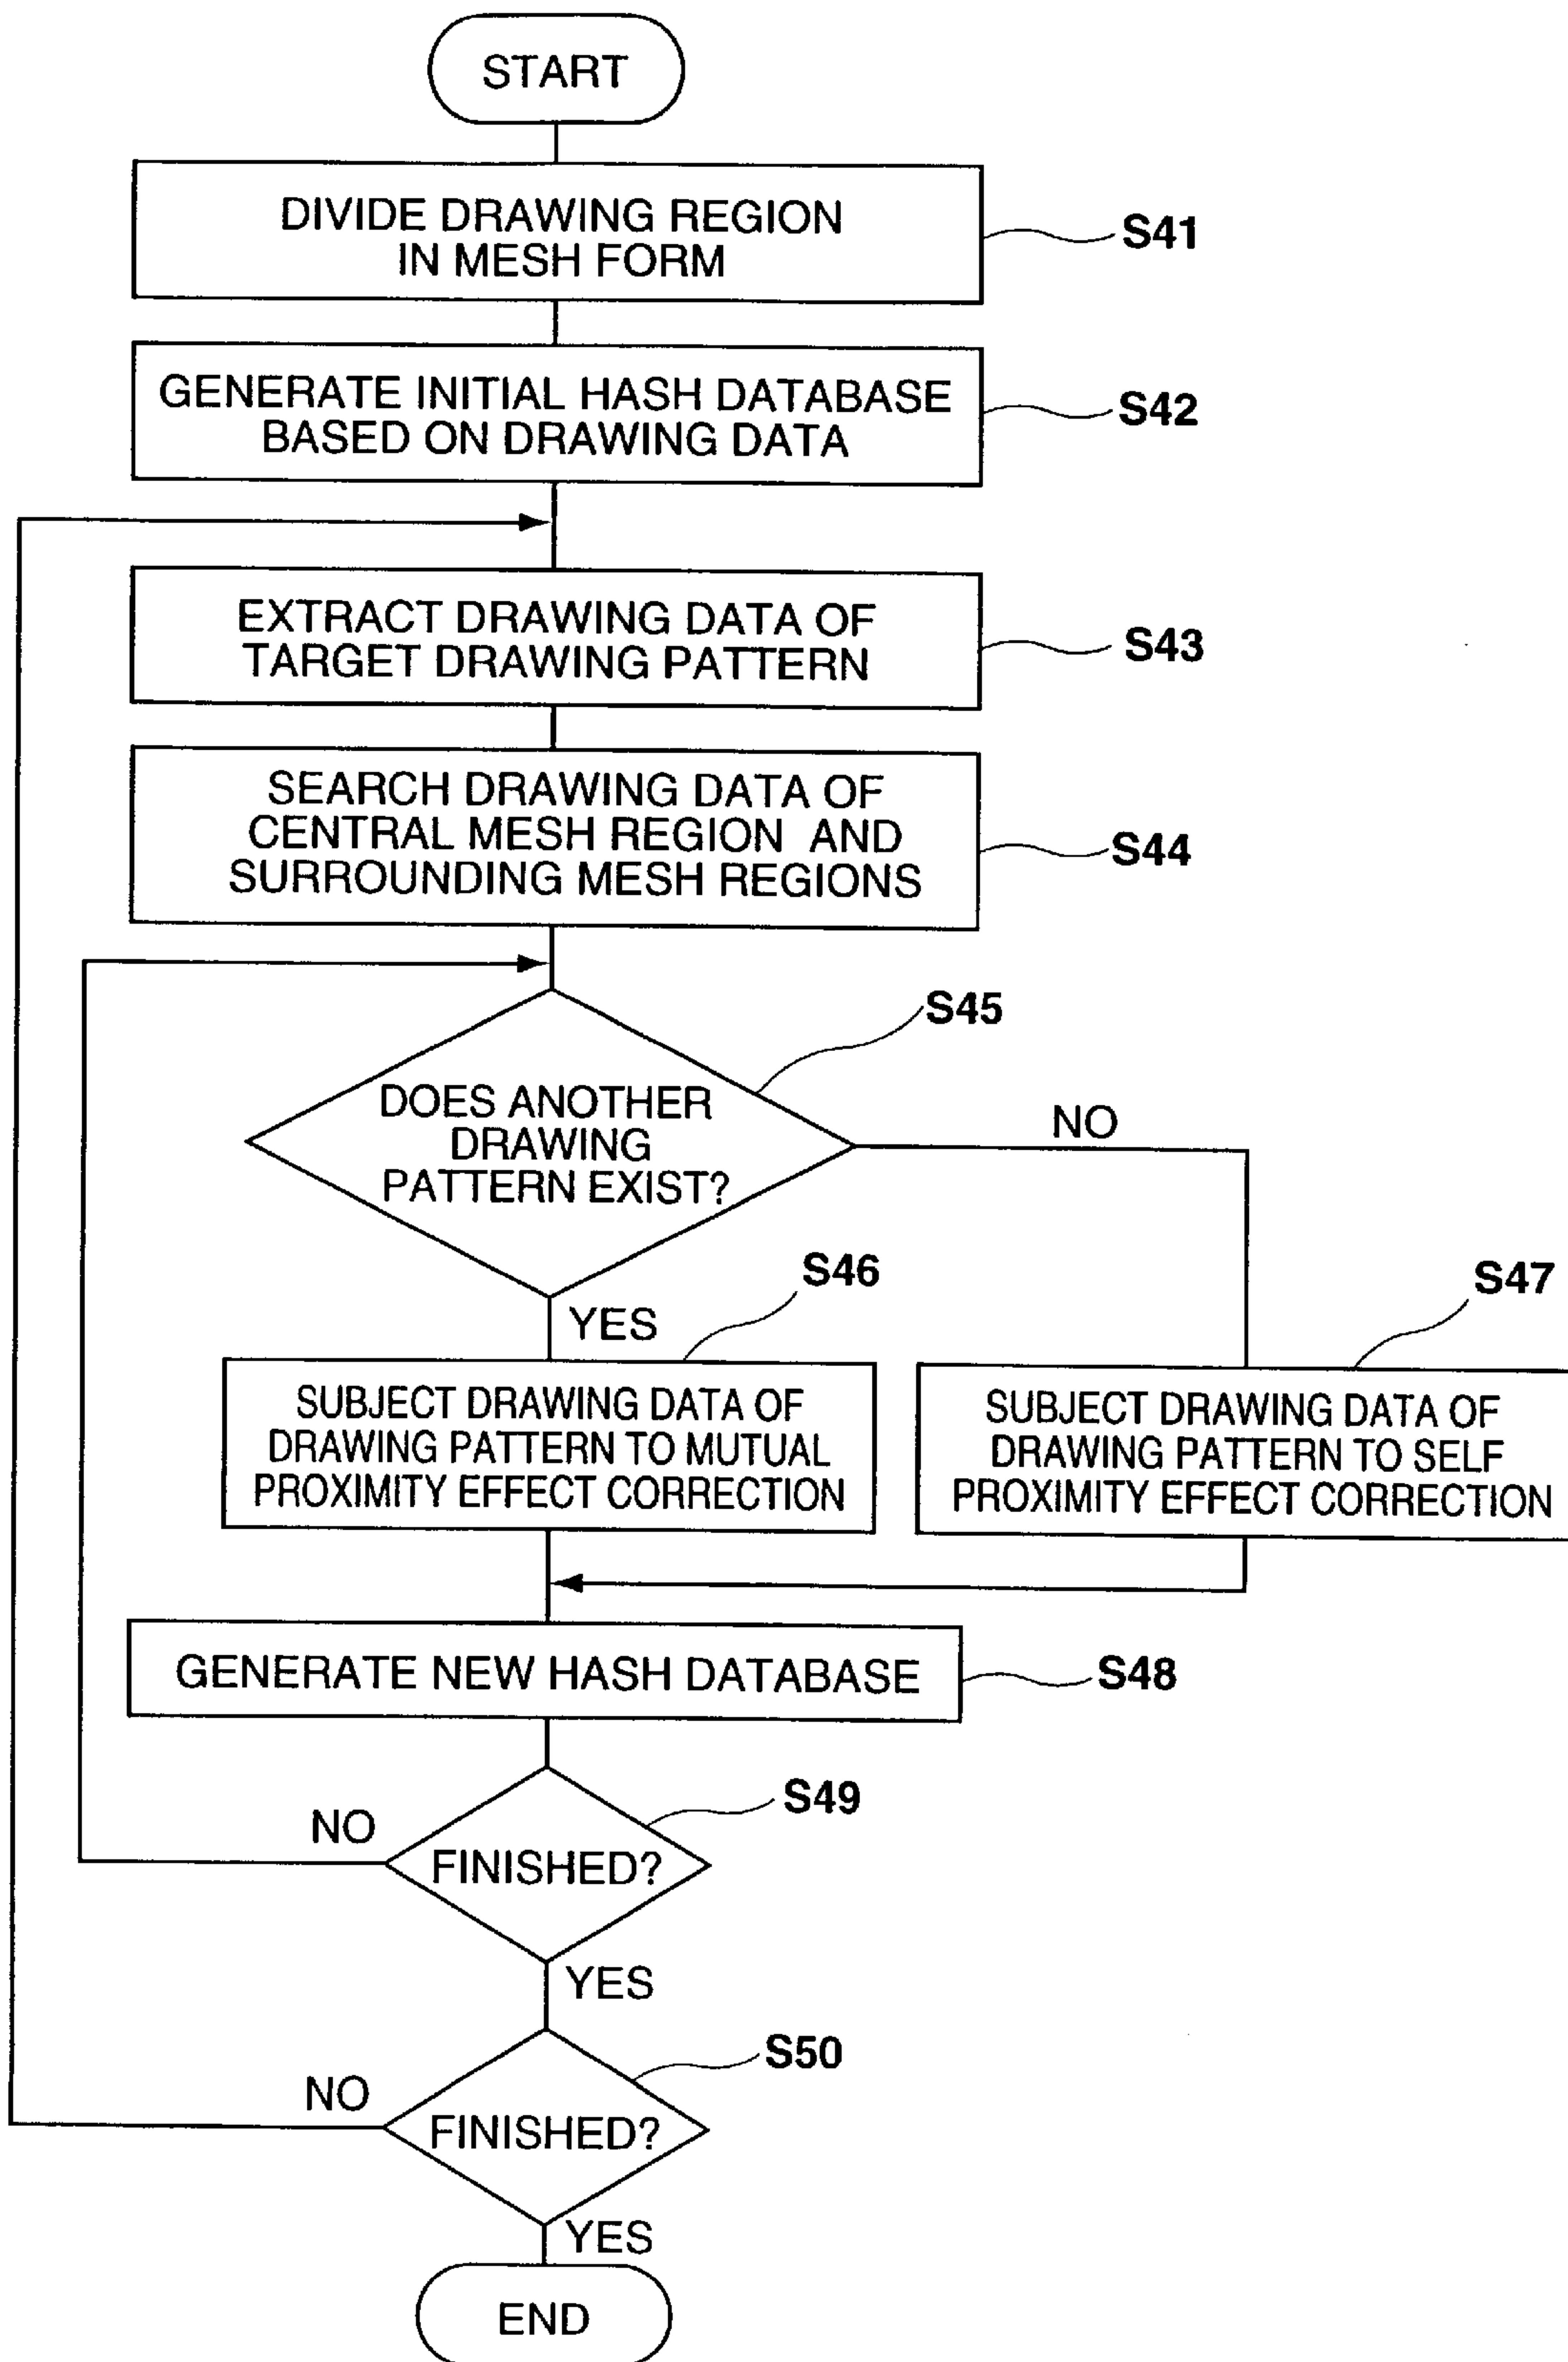 START
DIVIDE DRAWING REGION
IN MESH FORM
S41
GENERATE INITIAL HASH DATABASE
BASED ON DRAWING DATA
S42
EXTRACT DRAWING DATA OF
TARGET DRAWING PATTERN
S43
SEARCH DRAWING DATA OF
CENTRAL MESH REGION AND
SURROUNDING MESH REGIONS
S44
S45
DOES ANOTHER
DRAWING
PATTERN EXIST?
NO
YES
S46
S47
SUBJECT DRAWING DATA OF
DRAWING PATTERN TO MUTUAL
PROXIMITY EFFECT CORRECTION
SUBJECT DRAWING DATA OF
DRAWING PATTERN TO SELF
PROXIMITY EFFECT CORRECTION
GENERATE NEW HASH DATABASE
S48
S49
NO
FINISHED?
YES
S50
NO
FINISHED?
YES
END